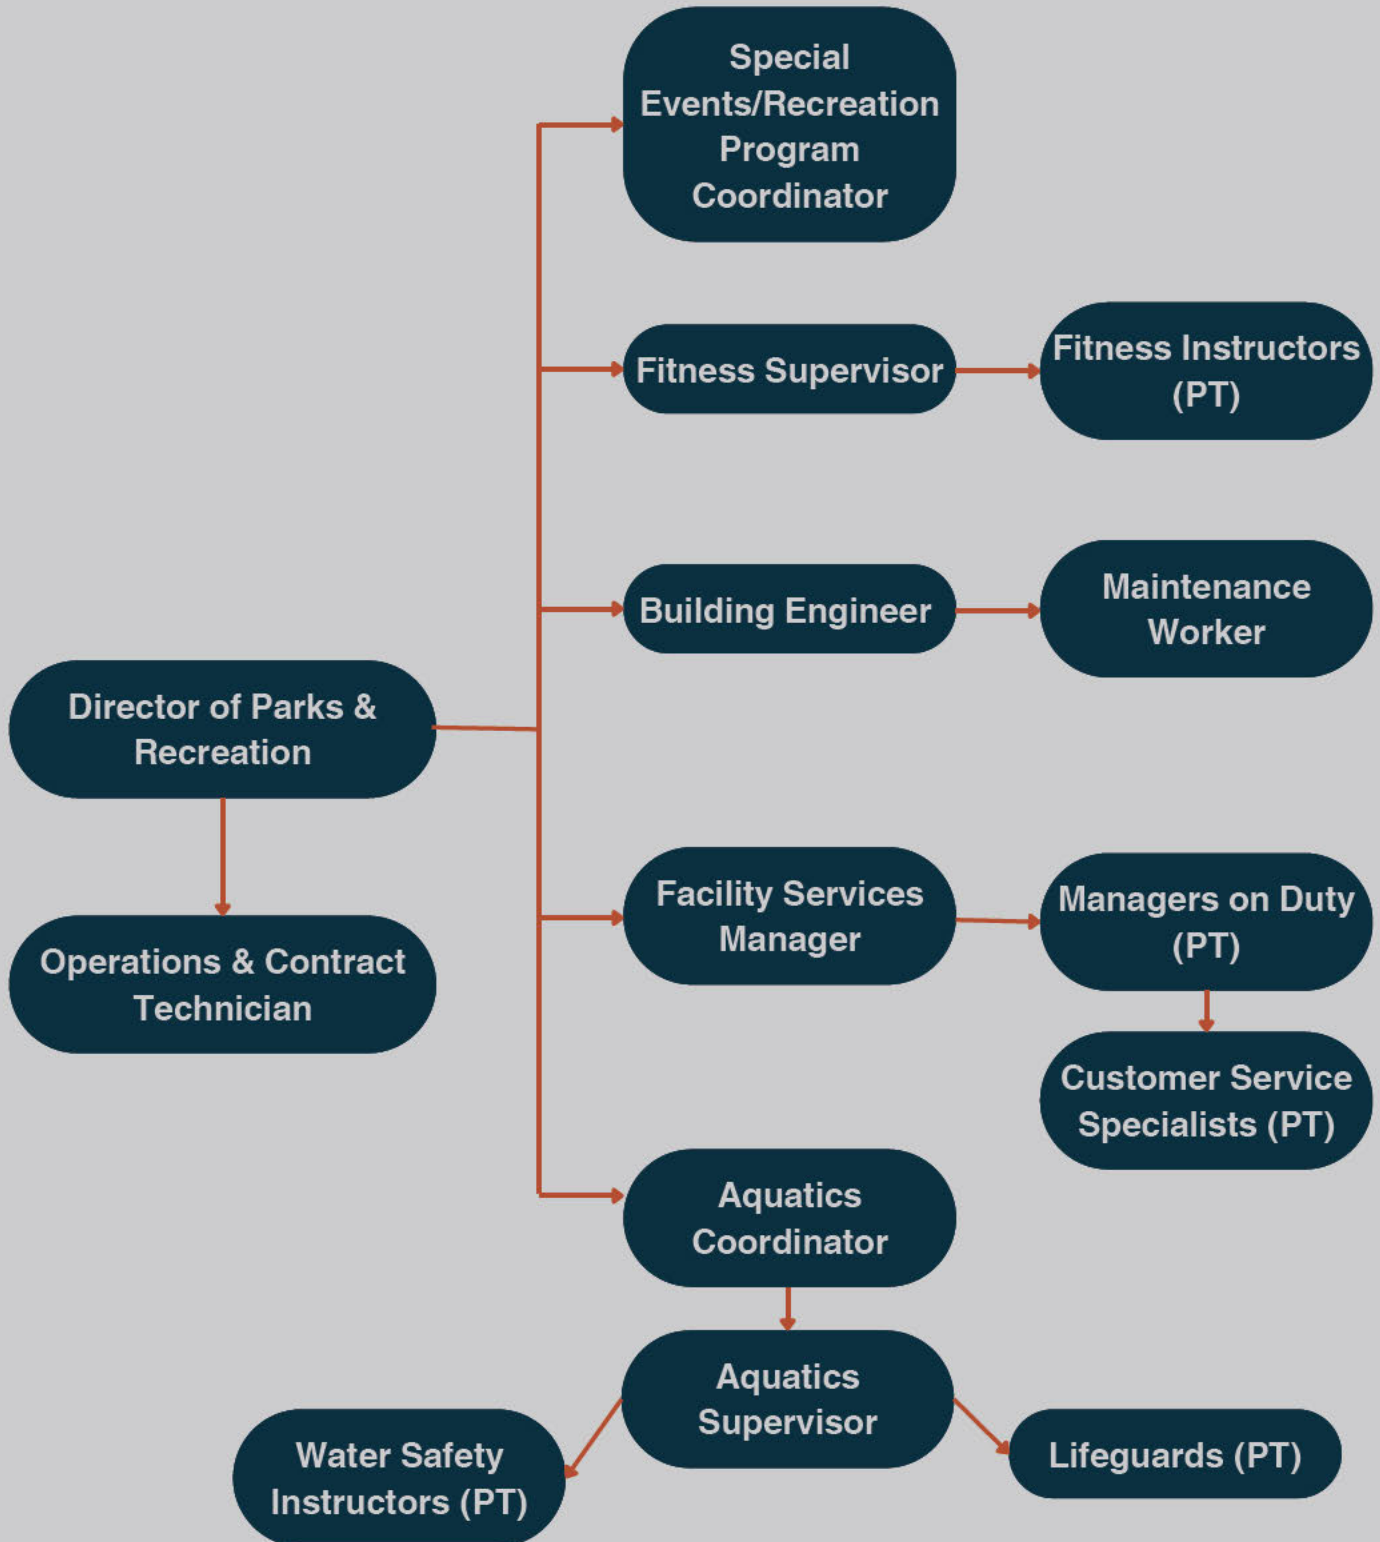 Special
Events/Recreation
Program
Coordinator
Fitness Supervisor
Fitness Instructors
(PT)
Building Engineer
Maintenance
Worker
Director of Parks &
Recreation
Operations & Contract
Technician
Facility Services
Manager
Managers on Duty
(PT)
Customer Service
Specialists (PT)
Aquatics
Coordinator
Aquatics
Supervisor
Water Safety
Instructors (PT)
Lifeguards (PT)